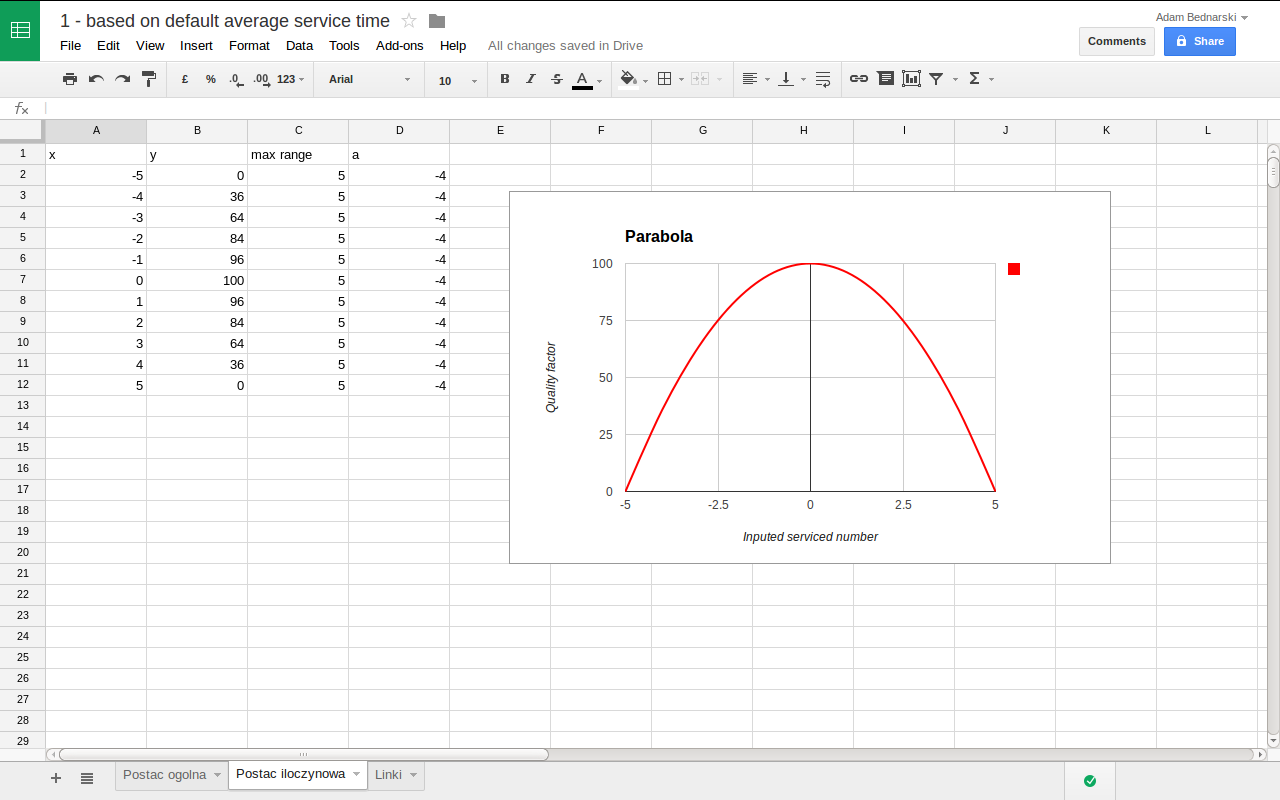 1 - based on default average service time
Adam Bednarski
File Edit View Insert Format Data Tools Add-ons Help All changes saved in Drive
Comments Share
£ % .0 .00 123 Arial 10 B I S A Σ
fx
A B C D E F G H I J K L
1 x y max range a
2 -5 0 5 -4
3 -4 36 5 -4
4 -3 64 5 -4
5 -2 84 5 -4
6 -1 96 5 -4
7 0 100 5 -4
8 1 96 5 -4
9 2 84 5 -4
10 3 64 5 -4
11 4 36 5 -4
12 5 0 5 -4
13
14
15
16
17
18
19
20
21
22
23
24
25
26
27
28
29
Parabola
100
75
50
25
0
Quality factor
-5 -2.5 0 2.5 5
Inputed serviced number
Postac ogolna Postac iloczynowa Linki